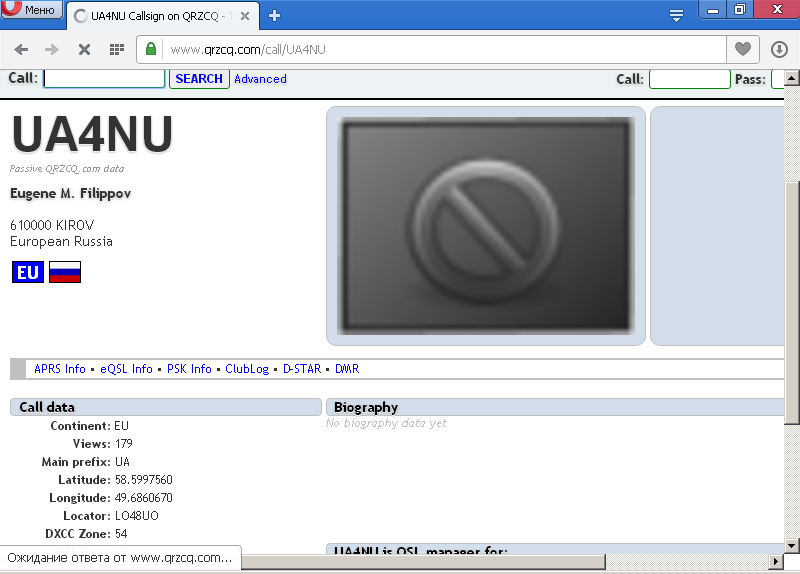 Меню
UA4NU Callsign on QRZCQ - T
www.qrzcq.com/call/UA4NU
Call: SEARCH Advanced Call: Pass:
UA4NU
Passive QRZCQ.com data
Eugene M. Filippov
610000 KIROV
European Russia
EU
APRS Info • eQSL Info • PSK Info • ClubLog • D-STAR • DMR
Call data
Continent: EU
Views: 179
Main prefix: UA
Latitude: 58.5997560
Longitude: 49.6860670
Locator: LO48UO
DXCC Zone: 54
Biography
No biography data yet
UA4NU is QSL manager for:
Ожидание ответа от www.qrzcq.com...